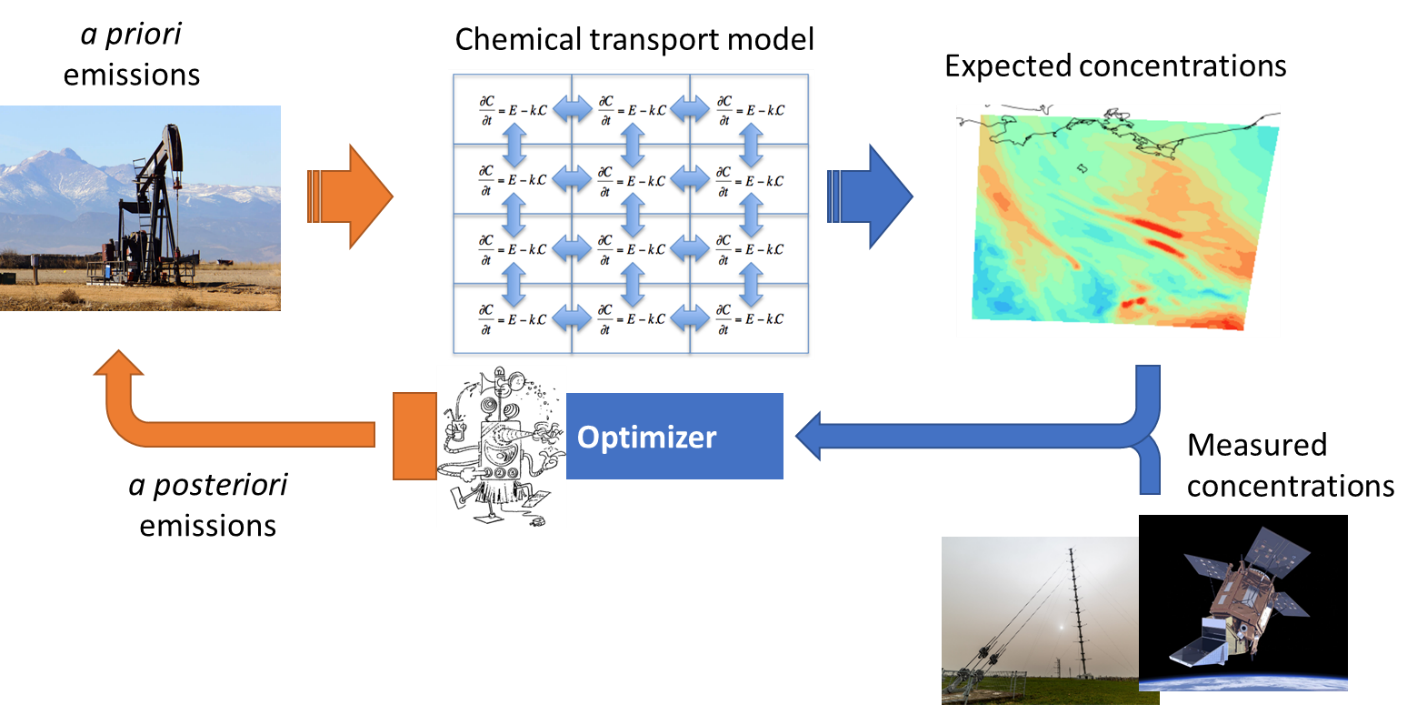 a priori
emissions
Chemical transport model
Expected concentrations
∂C/∂t = E – k.C ∂C/∂t = E – k.C ∂C/∂t = E – k.C
∂C/∂t = E – k.C ∂C/∂t = E – k.C ∂C/∂t = E – k.C
∂C/∂t = E – k.C ∂C/∂t = E – k.C ∂C/∂t = E – k.C
∂C/∂t = E – k.C ∂C/∂t = E – k.C ∂C/∂t = E – k.C
Optimizer
Measured
concentrations
a posteriori
emissions